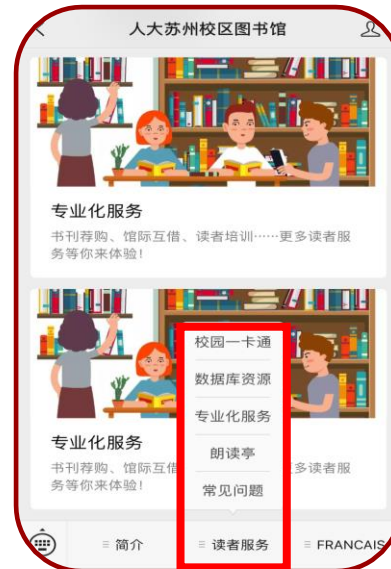 人大苏州校区图书馆
专业化服务
书刊荐购、馆际互借、读者培训……更多读者服
务等你来体验！
校园一卡通
数据库资源
专业化服务
朗读亭
常见问题
专业化服务
书刊荐购、馆际互借
多读者服
务等你来体验！
简介
读者服务
FRANCAIS